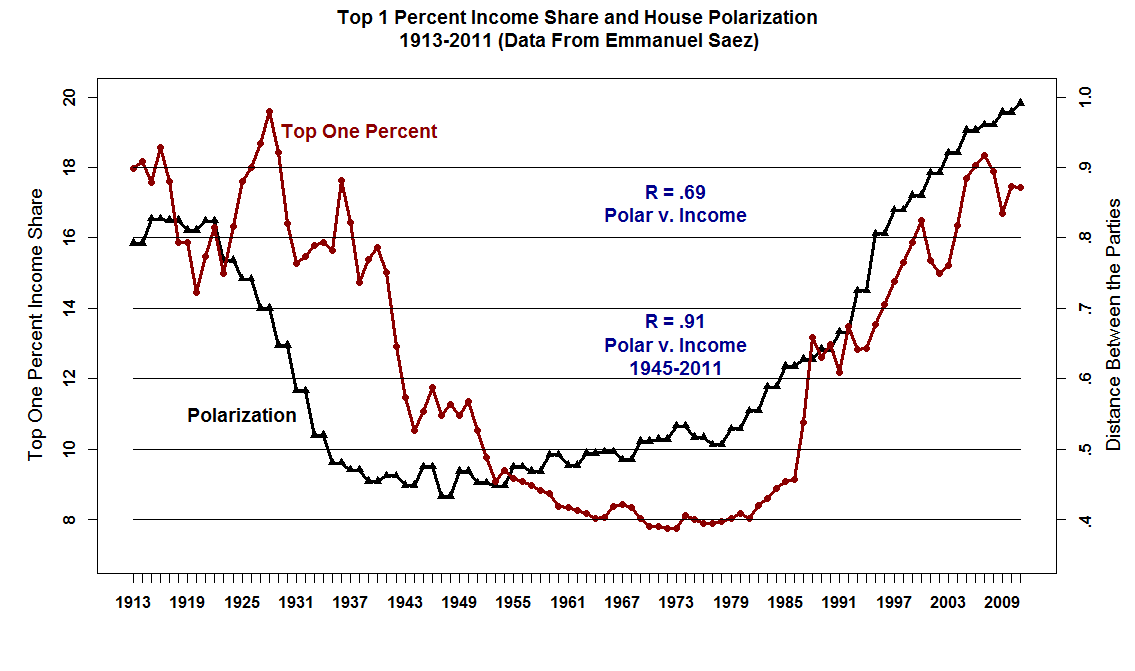 Top 1 Percent Income Share and House Polarization
1913-2011 (Data From Emmanuel Saez)
Top One Percent Income Share
20
18
16
14
12
10
8
Top One Percent
R = .69
Polar v. Income
R = .91
Polar v. Income
1945-2011
Polarization
1.0
.9
.8
.7
.6
.5
.4
Distance Between the Parties
1913 1919 1925 1931 1937 1943 1949 1955 1961 1967 1973 1979 1985 1991 1997 2003 2009